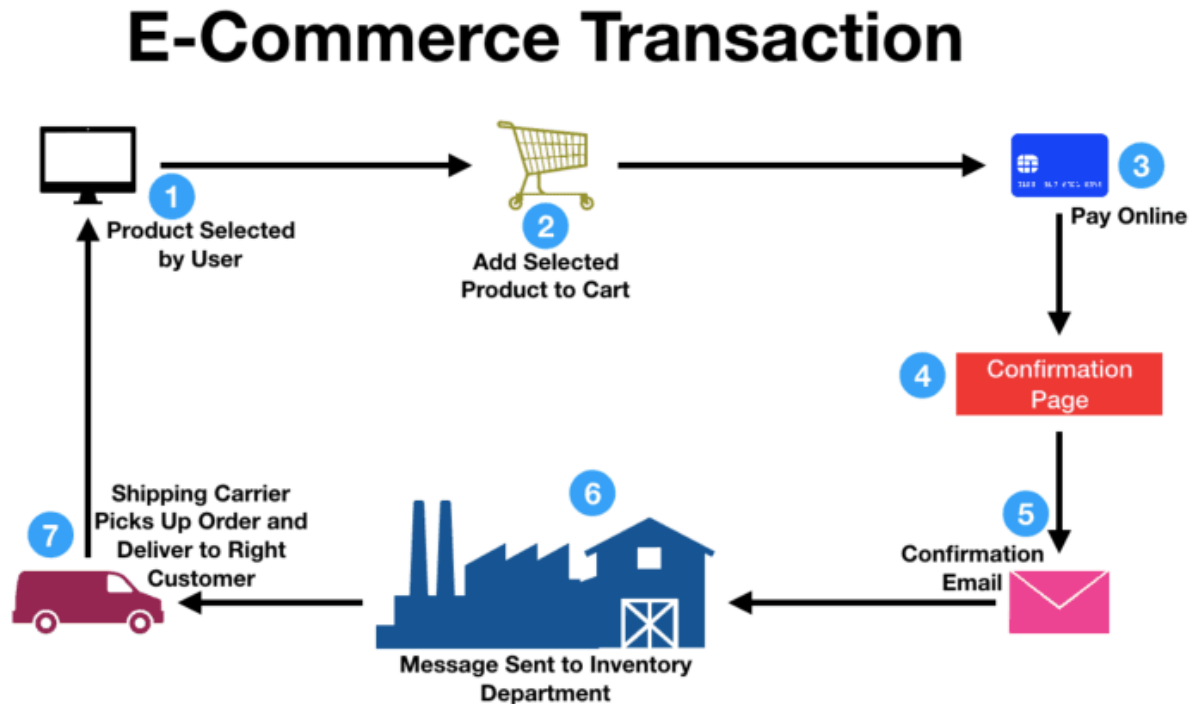 E-Commerce Transaction
1
Product Selected
by User
2
Add Selected
Product to Cart
3
Pay Online
4
Confirmation
Page
5
Confirmation
Email
6
Message Sent to Inventory
Department
7
Shipping Carrier
Picks Up Order and
Deliver to Right
Customer